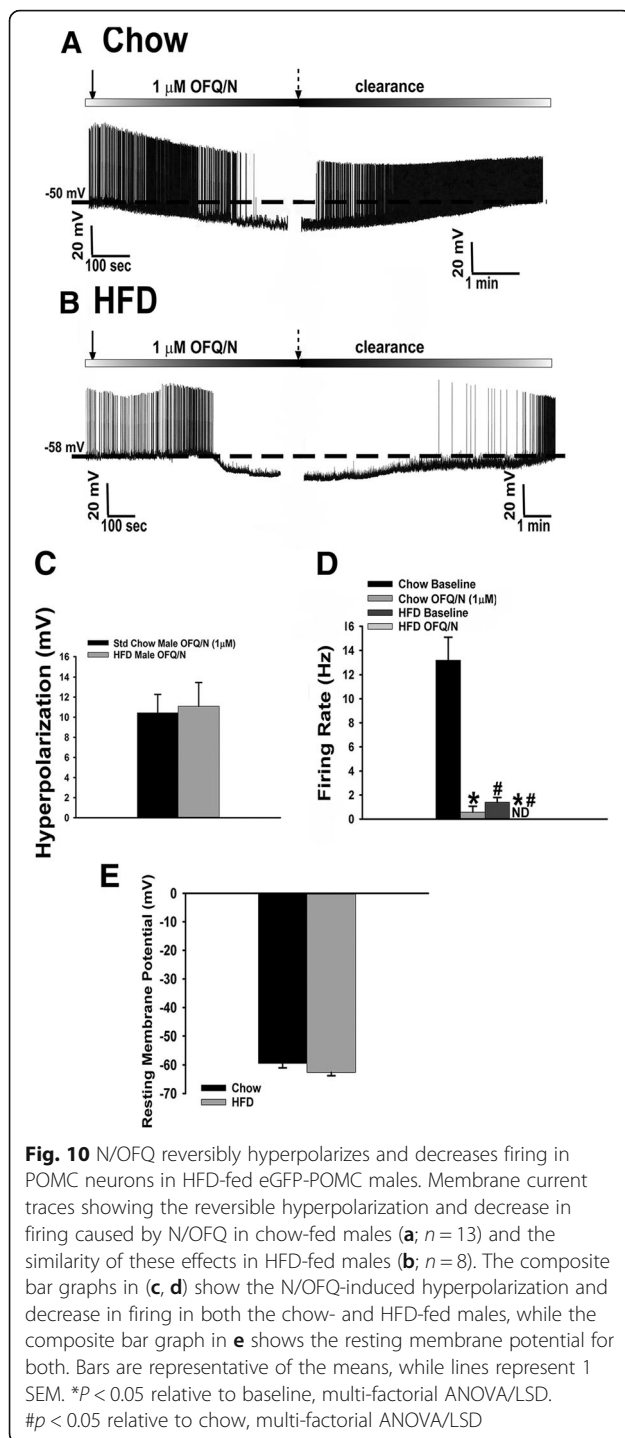 A Chow
1 μM OFQ/N clearance
-50 mV
20 mV
100 sec
20 mV
1 min
B HFD
1 μM OFQ/N clearance
-58 mV
20 mV
100 sec
20 mV
1 min
C
Std Chow Male OFQ/N (1μM)
HFD Male OFQ/N
Hyperpolarization (mV)
16
14
12
10
8
6
4
2
0
D
Chow Baseline
Chow OFQ/N (1μM)
HFD Baseline
HFD OFQ/N
Firing Rate (Hz)
16
14
12
10
8
6
4
2
0
*
#
*#
ND
E
Resting Membrane Potential (mV)
0
-10
-20
-30
-40
-50
-60
-70
Chow
HFD
Fig. 10 N/OFQ reversibly hyperpolarizes and decreases firing in
POMC neurons in HFD-fed eGFP-POMC males. Membrane current
traces showing the reversible hyperpolarization and decrease in
firing caused by N/OFQ in chow-fed males (a; n = 13) and the
similarity of these effects in HFD-fed males (b; n = 8). The composite
bar graphs in (c, d) show the N/OFQ-induced hyperpolarization and
decrease in firing in both the chow- and HFD-fed males, while the
composite bar graph in e shows the resting membrane potential for
both. Bars are representative of the means, while lines represent 1
SEM. *P < 0.05 relative to baseline, multi-factorial ANOVA/LSD.
#p < 0.05 relative to chow, multi-factorial ANOVA/LSD